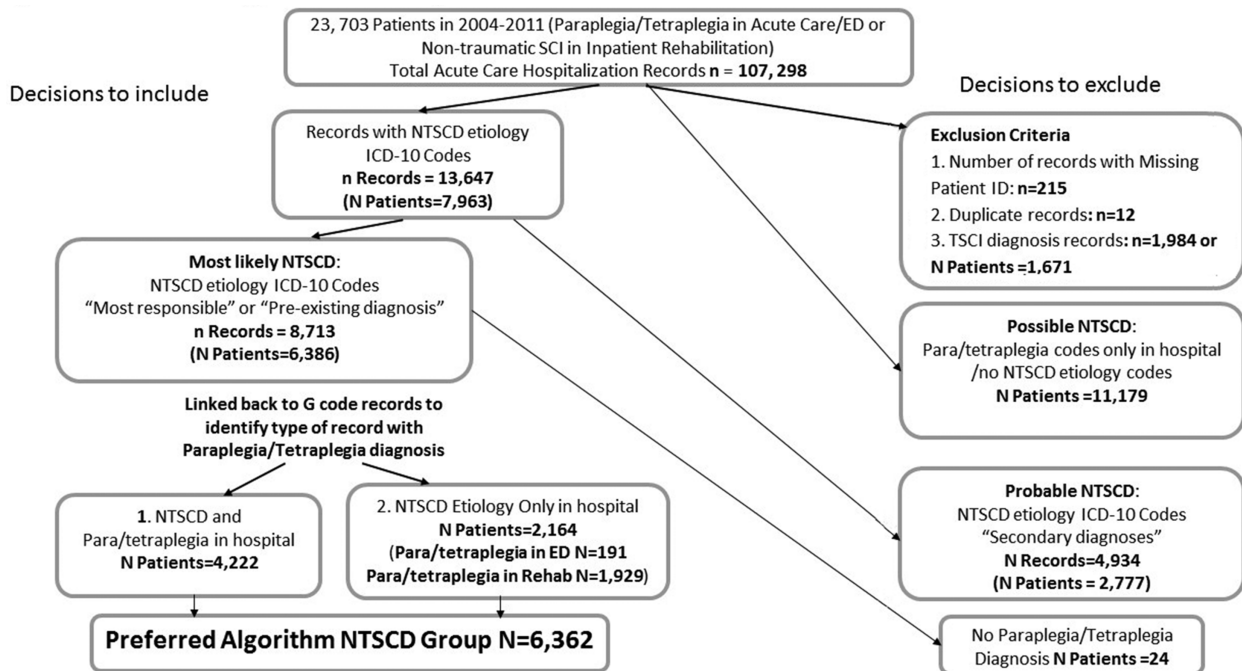 23, 703 Patients in 2004-2011 (Paraplegia/Tetraplegia in Acute Care/ED or
Non-traumatic SCI in Inpatient Rehabilitation)
Total Acute Care Hospitalization Records n = 107, 298
Decisions to include
Decisions to exclude
Records with NTSCD etiology
ICD-10 Codes
n Records = 13,647
(N Patients=7,963)
Exclusion Criteria
1. Number of records with Missing
Patient ID: n=215
2. Duplicate records: n=12
3. TSCI diagnosis records: n=1,984 or
N Patients =1,671
Most likely NTSCD:
NTSCD etiology ICD-10 Codes
“Most responsible” or “Pre-existing diagnosis”
n Records = 8,713
(N Patients=6,386)
Possible NTSCD:
Para/tetraplegia codes only in hospital
/no NTSCD etiology codes
N Patients =11,179
Linked back to G code records to
identify type of record with
Paraplegia/Tetraplegia diagnosis
1. NTSCD and
Para/tetraplegia in hospital
N Patients=4,222
2. NTSCD Etiology Only in hospital
N Patients=2,164
(Para/tetraplegia in ED N=191
Para/tetraplegia in Rehab N=1,929)
Probable NTSCD:
NTSCD etiology ICD-10 Codes
“Secondary diagnoses”
N Records=4,934
(N Patients = 2,777)
Preferred Algorithm NTSCD Group N=6,362
No Paraplegia/Tetraplegia
Diagnosis N Patients =24